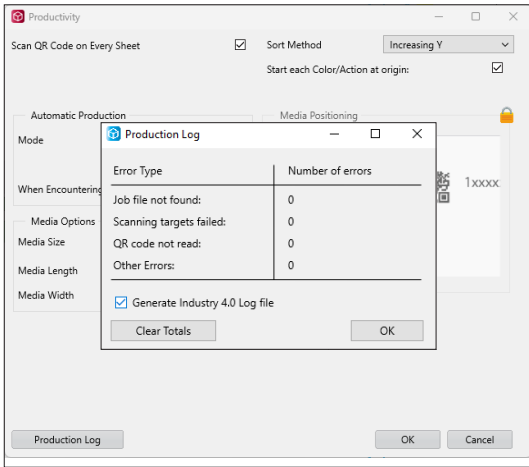 Productivity
Scan QR Code on Every Sheet
Sort Method Increasing Y
Start each Color/Action at origin:
Automatic Production
Media Positioning
Mode
Production Log
Error Type Number of errors
Job file not found: 0
Scanning targets failed: 0
QR code not read: 0
Other Errors: 0
Generate Industry 4.0 Log file
Clear Totals OK
When Encountering
1xxxx
Media Options
Media Size
Media Length
Media Width
Production Log OK Cancel